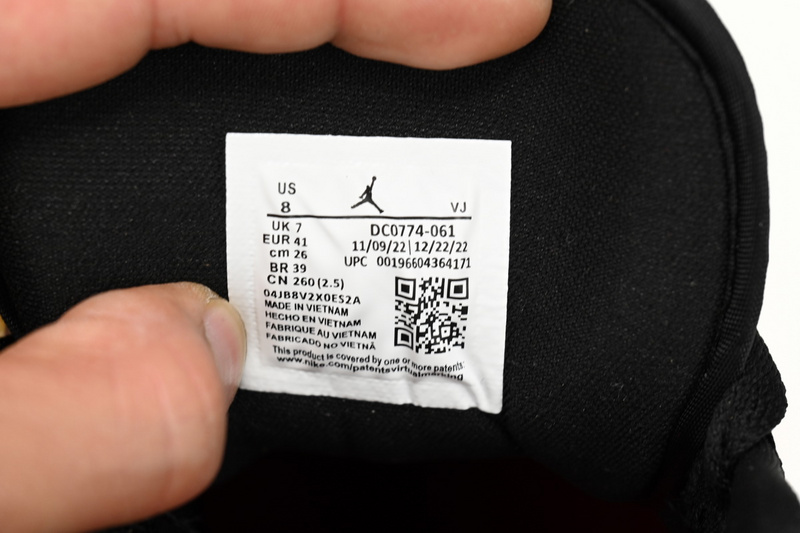 US
8
VJ
UK 7
EUR 41
cm 26
BR 39
CN 260 (2.5)
DC0774-061
11/09/22 | 12/22/22
UPC 00196604364171
04JB8V2X0ES2A
MADE IN VIETNAM
HECHO EN VIETNAM
FABRIQUE AU VIETNAM
FABRICADO NO VIETNÃ
This product is covered by one or more patents:
www.nike.com/patentsvirtualmarking